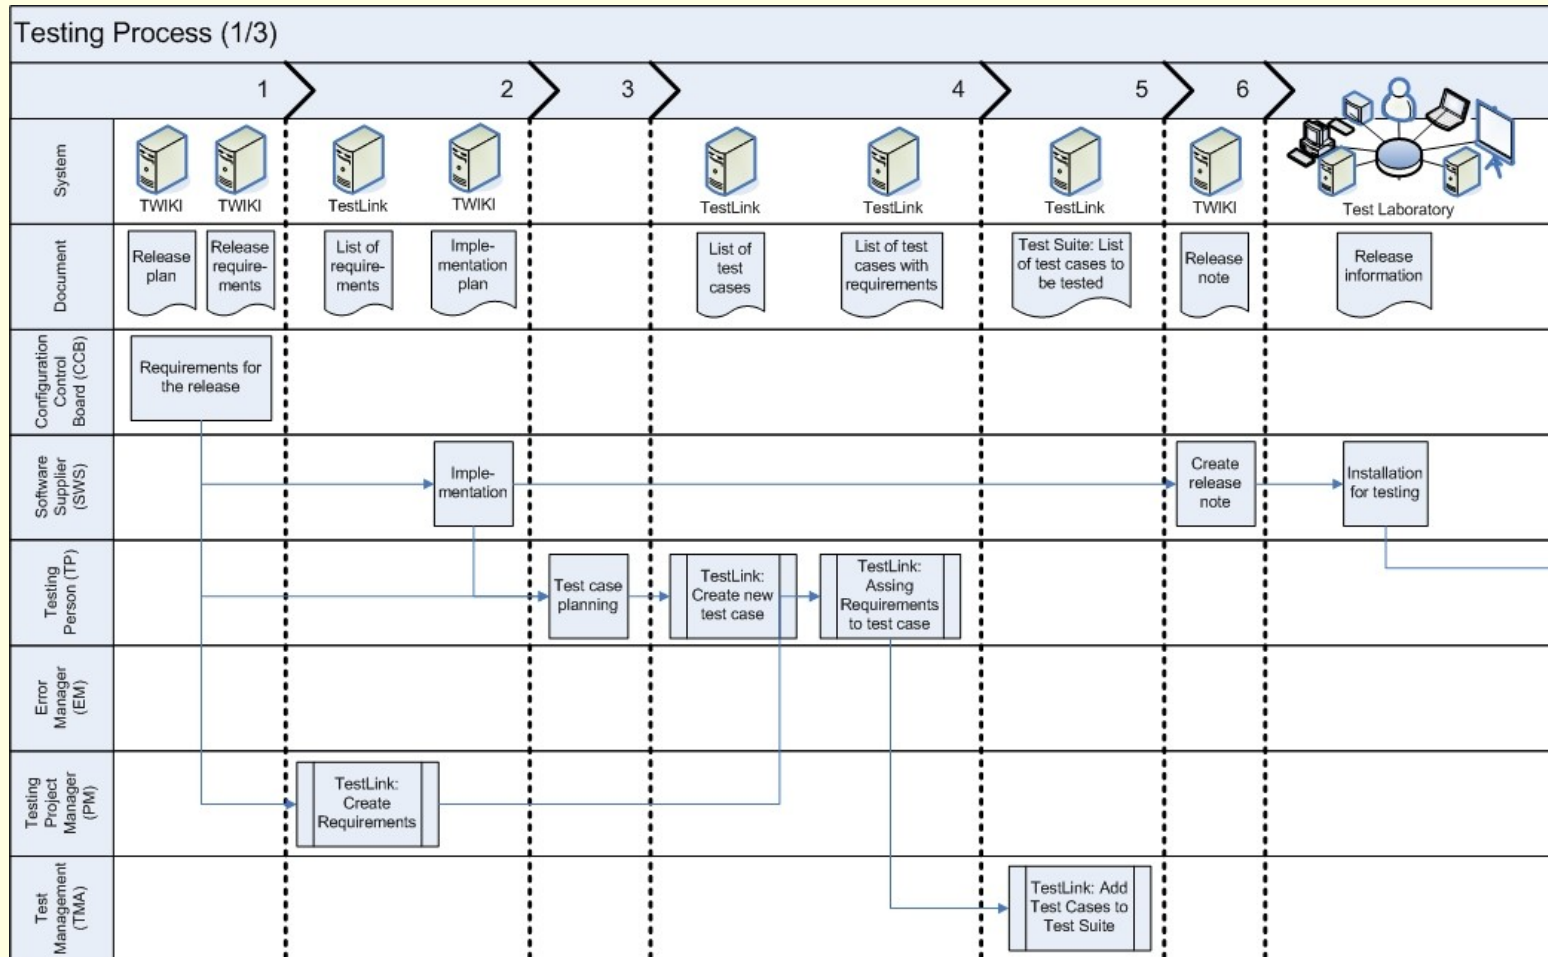 Testing Process (1/3)
1
2
3
4
5
6
System
TWIKI
TWIKI
TestLink
TWIKI
TestLink
TestLink
TestLink
TWIKI
Test Laboratory
Document
Release
plan
Release
require-
ments
List of
require-
ments
Imple-
mentation
plan
List of
test
cases
List of test
cases with
requirements
Test Suite: List
of test cases to
be tested
Release
note
Release
information
Configuration
Control
Board (CCB)
Requirements for
the release
Software
Supplier
(SWS)
Imple-
mentation
Create
release
note
Installation
for testing
Testing
Person (TP)
Test case
planning
TestLink:
Create new
test case
TestLink:
Assing
Requirements
to test case
Error
Manager
(EM)
Testing
Project
Manager
(PM)
TestLink:
Create
Requirements
Test
Management
(TMA)
TestLink: Add
Test Cases to
Test Suite